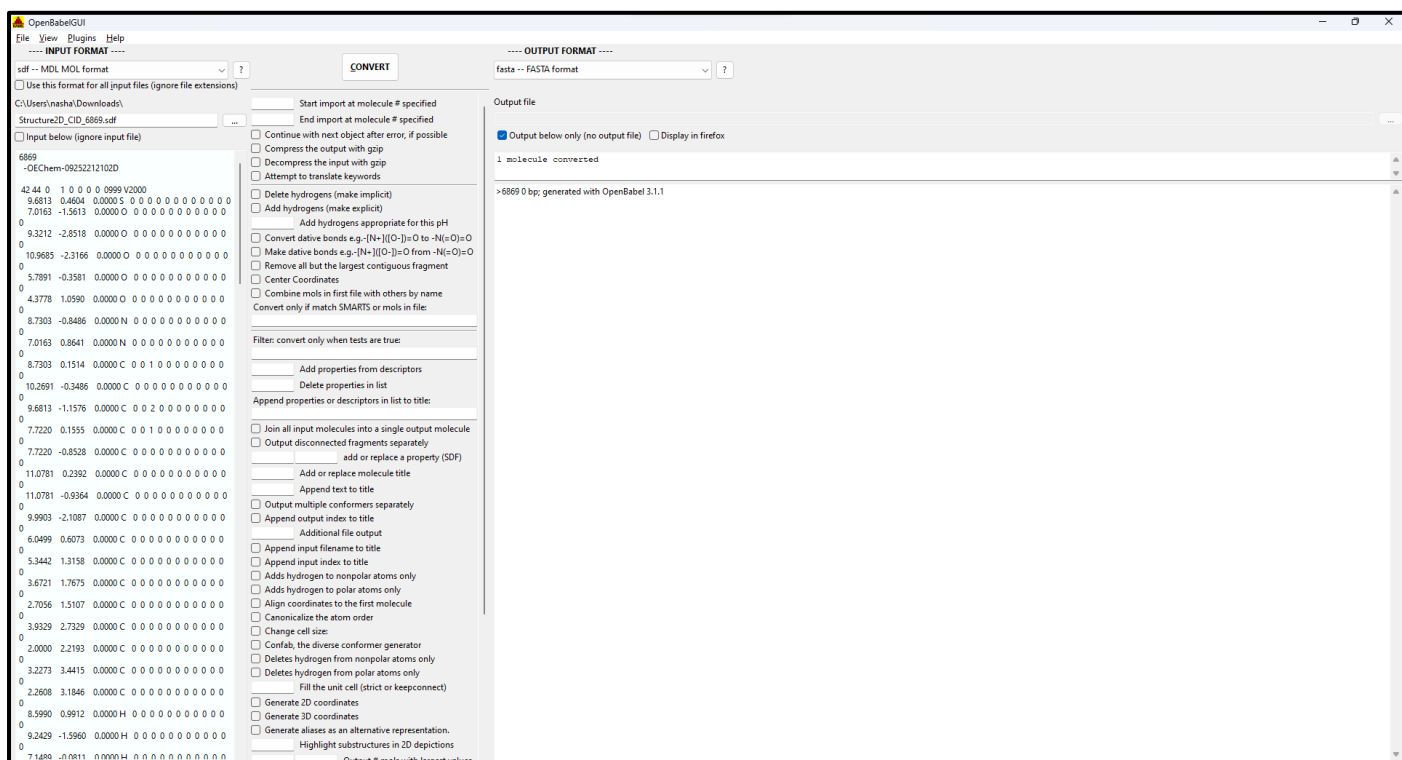 OpenBabelGUI
File View Plugins Help
---- INPUT FORMAT ----
sdf -- MDL MOL format
?
Use this format for all input files (ignore file extensions)
C:\Users\nasha\Downloads\
Structure2D_CID_6869.sdf
...
Input below (ignore input file)
6869
-OEChem-09252212102D
42 44 0 1 0 0 0 0 0999 V2000
9.6813 0.4604 0.0000 S 0 0 0 0 0 0 0 0 0 0 0 0
7.0163 -1.5613 0.0000 O 0 0 0 0 0 0 0 0 0 0 0
0
9.3212 -2.8518 0.0000 O 0 0 0 0 0 0 0 0 0 0 0
0
10.9685 -2.3166 0.0000 O 0 0 0 0 0 0 0 0 0 0 0
0
5.7891 -0.3581 0.0000 O 0 0 0 0 0 0 0 0 0 0 0
0
4.3778 1.0590 0.0000 O 0 0 0 0 0 0 0 0 0 0 0
0
8.7303 -0.8486 0.0000 N 0 0 0 0 0 0 0 0 0 0 0
0
7.0163 0.8641 0.0000 N 0 0 0 0 0 0 0 0 0 0 0
0
8.7303 0.1514 0.0000 C 0 0 1 0 0 0 0 0 0 0 0
0
10.2691 -0.3486 0.0000 C 0 0 0 0 0 0 0 0 0 0 0
0
9.6813 -1.1576 0.0000 C 0 0 2 0 0 0 0 0 0 0 0
0
7.7220 0.1555 0.0000 C 0 0 1 0 0 0 0 0 0 0 0
0
7.7220 -0.8528 0.0000 C 0 0 0 0 0 0 0 0 0 0 0
0
11.0781 0.2392 0.0000 C 0 0 0 0 0 0 0 0 0 0 0
0
11.0781 -0.9364 0.0000 C 0 0 0 0 0 0 0 0 0 0 0
0
9.9903 -2.1087 0.0000 C 0 0 0 0 0 0 0 0 0 0 0
0
6.0499 0.6073 0.0000 C 0 0 0 0 0 0 0 0 0 0 0
0
5.3442 1.3158 0.0000 C 0 0 0 0 0 0 0 0 0 0 0
0
3.6721 1.7675 0.0000 C 0 0 0 0 0 0 0 0 0 0 0
0
2.7056 1.5107 0.0000 C 0 0 0 0 0 0 0 0 0 0 0
0
3.9329 2.7329 0.0000 C 0 0 0 0 0 0 0 0 0 0 0
0
2.0000 2.2193 0.0000 C 0 0 0 0 0 0 0 0 0 0 0
0
3.2273 3.4415 0.0000 C 0 0 0 0 0 0 0 0 0 0 0
0
2.2608 3.1846 0.0000 C 0 0 0 0 0 0 0 0 0 0 0
0
8.5990 0.9912 0.0000 H 0 0 0 0 0 0 0 0 0 0 0
0
9.2429 -1.5960 0.0000 H 0 0 0 0 0 0 0 0 0 0 0
0
7.1489 -0.0811 0.0000 H 0 0 0 0 0 0 0 0 0 0 0
CONVERT
Start import at molecule # specified
End import at molecule # specified
Continue with next object after error, if possible
Compress the output with gzip
Decompress the input with gzip
Attempt to translate keywords
Delete hydrogens (make implicit)
Add hydrogens (make explicit)
Add hydrogens appropriate for this pH
Convert dative bonds e.g.-[N+]([O-])=O to -N(=O)=O
Make dative bonds e.g.-[N+]([O-])=O from -N(=O)=O
Remove all but the largest contiguous fragment
Center Coordinates
Combine mols in first file with others by name
Convert only if match SMARTS or mols in file:
Filter: convert only when tests are true:
Add properties from descriptors
Delete properties in list
Append properties or descriptors in list to title:
Join all input molecules into a single output molecule
Output disconnected fragments separately
add or replace a property (SDF)
Add or replace molecule title
Append text to title
Output multiple conformers separately
Append output index to title
Additional file output
Append input filename to title
Append input index to title
Adds hydrogen to nonpolar atoms only
Adds hydrogen to polar atoms only
Align coordinates to the first molecule
Canonicalize the atom order
Change cell size:
Confab, the diverse conformer generator
Deletes hydrogen from nonpolar atoms only
Deletes hydrogen from polar atoms only
Fill the unit cell (strict or keepconnect)
Generate 2D coordinates
Generate 3D coordinates
Generate aliases as an alternative representation.
Highlight substructures in 2D depictions
Output # mols with largest values
---- OUTPUT FORMAT ----
fasta -- FASTA format
?
Output file
...
Output below only (no output file) Display in firefox
1 molecule converted
>6869 0 bp; generated with OpenBabel 3.1.1